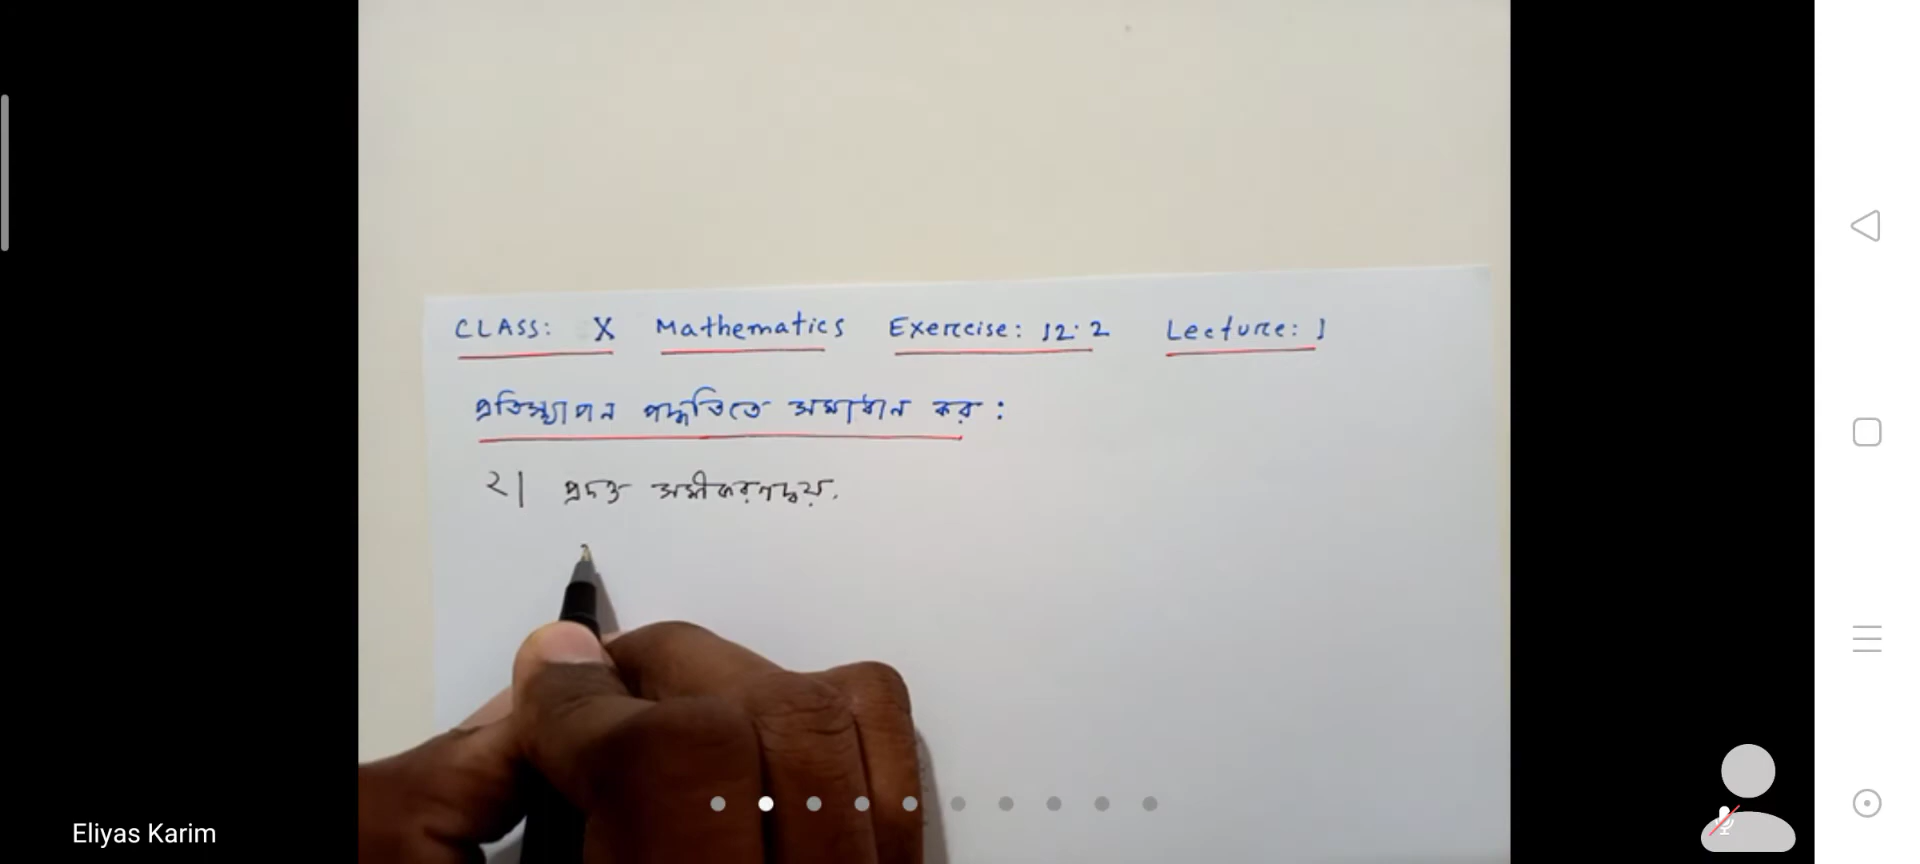 CLASS: X Mathematics Exercise: 12.2 Lecture: 1
প্রতিস্থাপন পদ্ধতিতে সমাধান কর :
২| প্রদত্ত সমীকরণদ্বয়,
Eliyas Karim